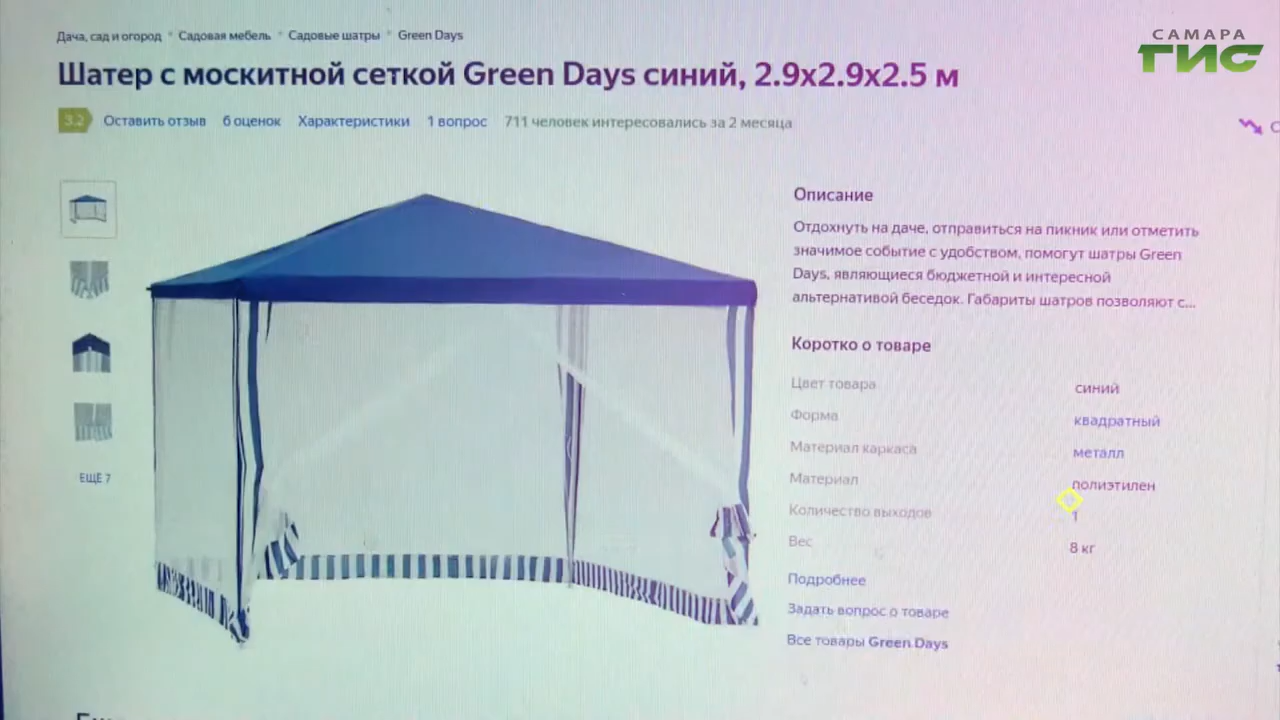 САМАРА
ГИС
Дача, сад и огород • Садовая мебель • Садовые шатры • Green Days
Шатер с москитной сеткой Green Days синий, 2.9х2.9х2.5 м
3.2 Оставить отзыв 6 оценок Характеристики 1 вопрос 711 человек интересовались за 2 месяца
ЕЩЁ 7
Описание
Отдохнуть на даче, отправиться на пикник или отметить
значимое событие с удобством, помогут шатры Green
Days, являющиеся бюджетной и интересной
альтернативой беседок. Габариты шатров позволяют с...
Коротко о товаре
Цвет товара синий
Форма квадратный
Материал каркаса металл
Материал полиэтилен
Количество выходов 1
Вес 8 кг
Подробнее
Задать вопрос о товаре
Все товары Green Days